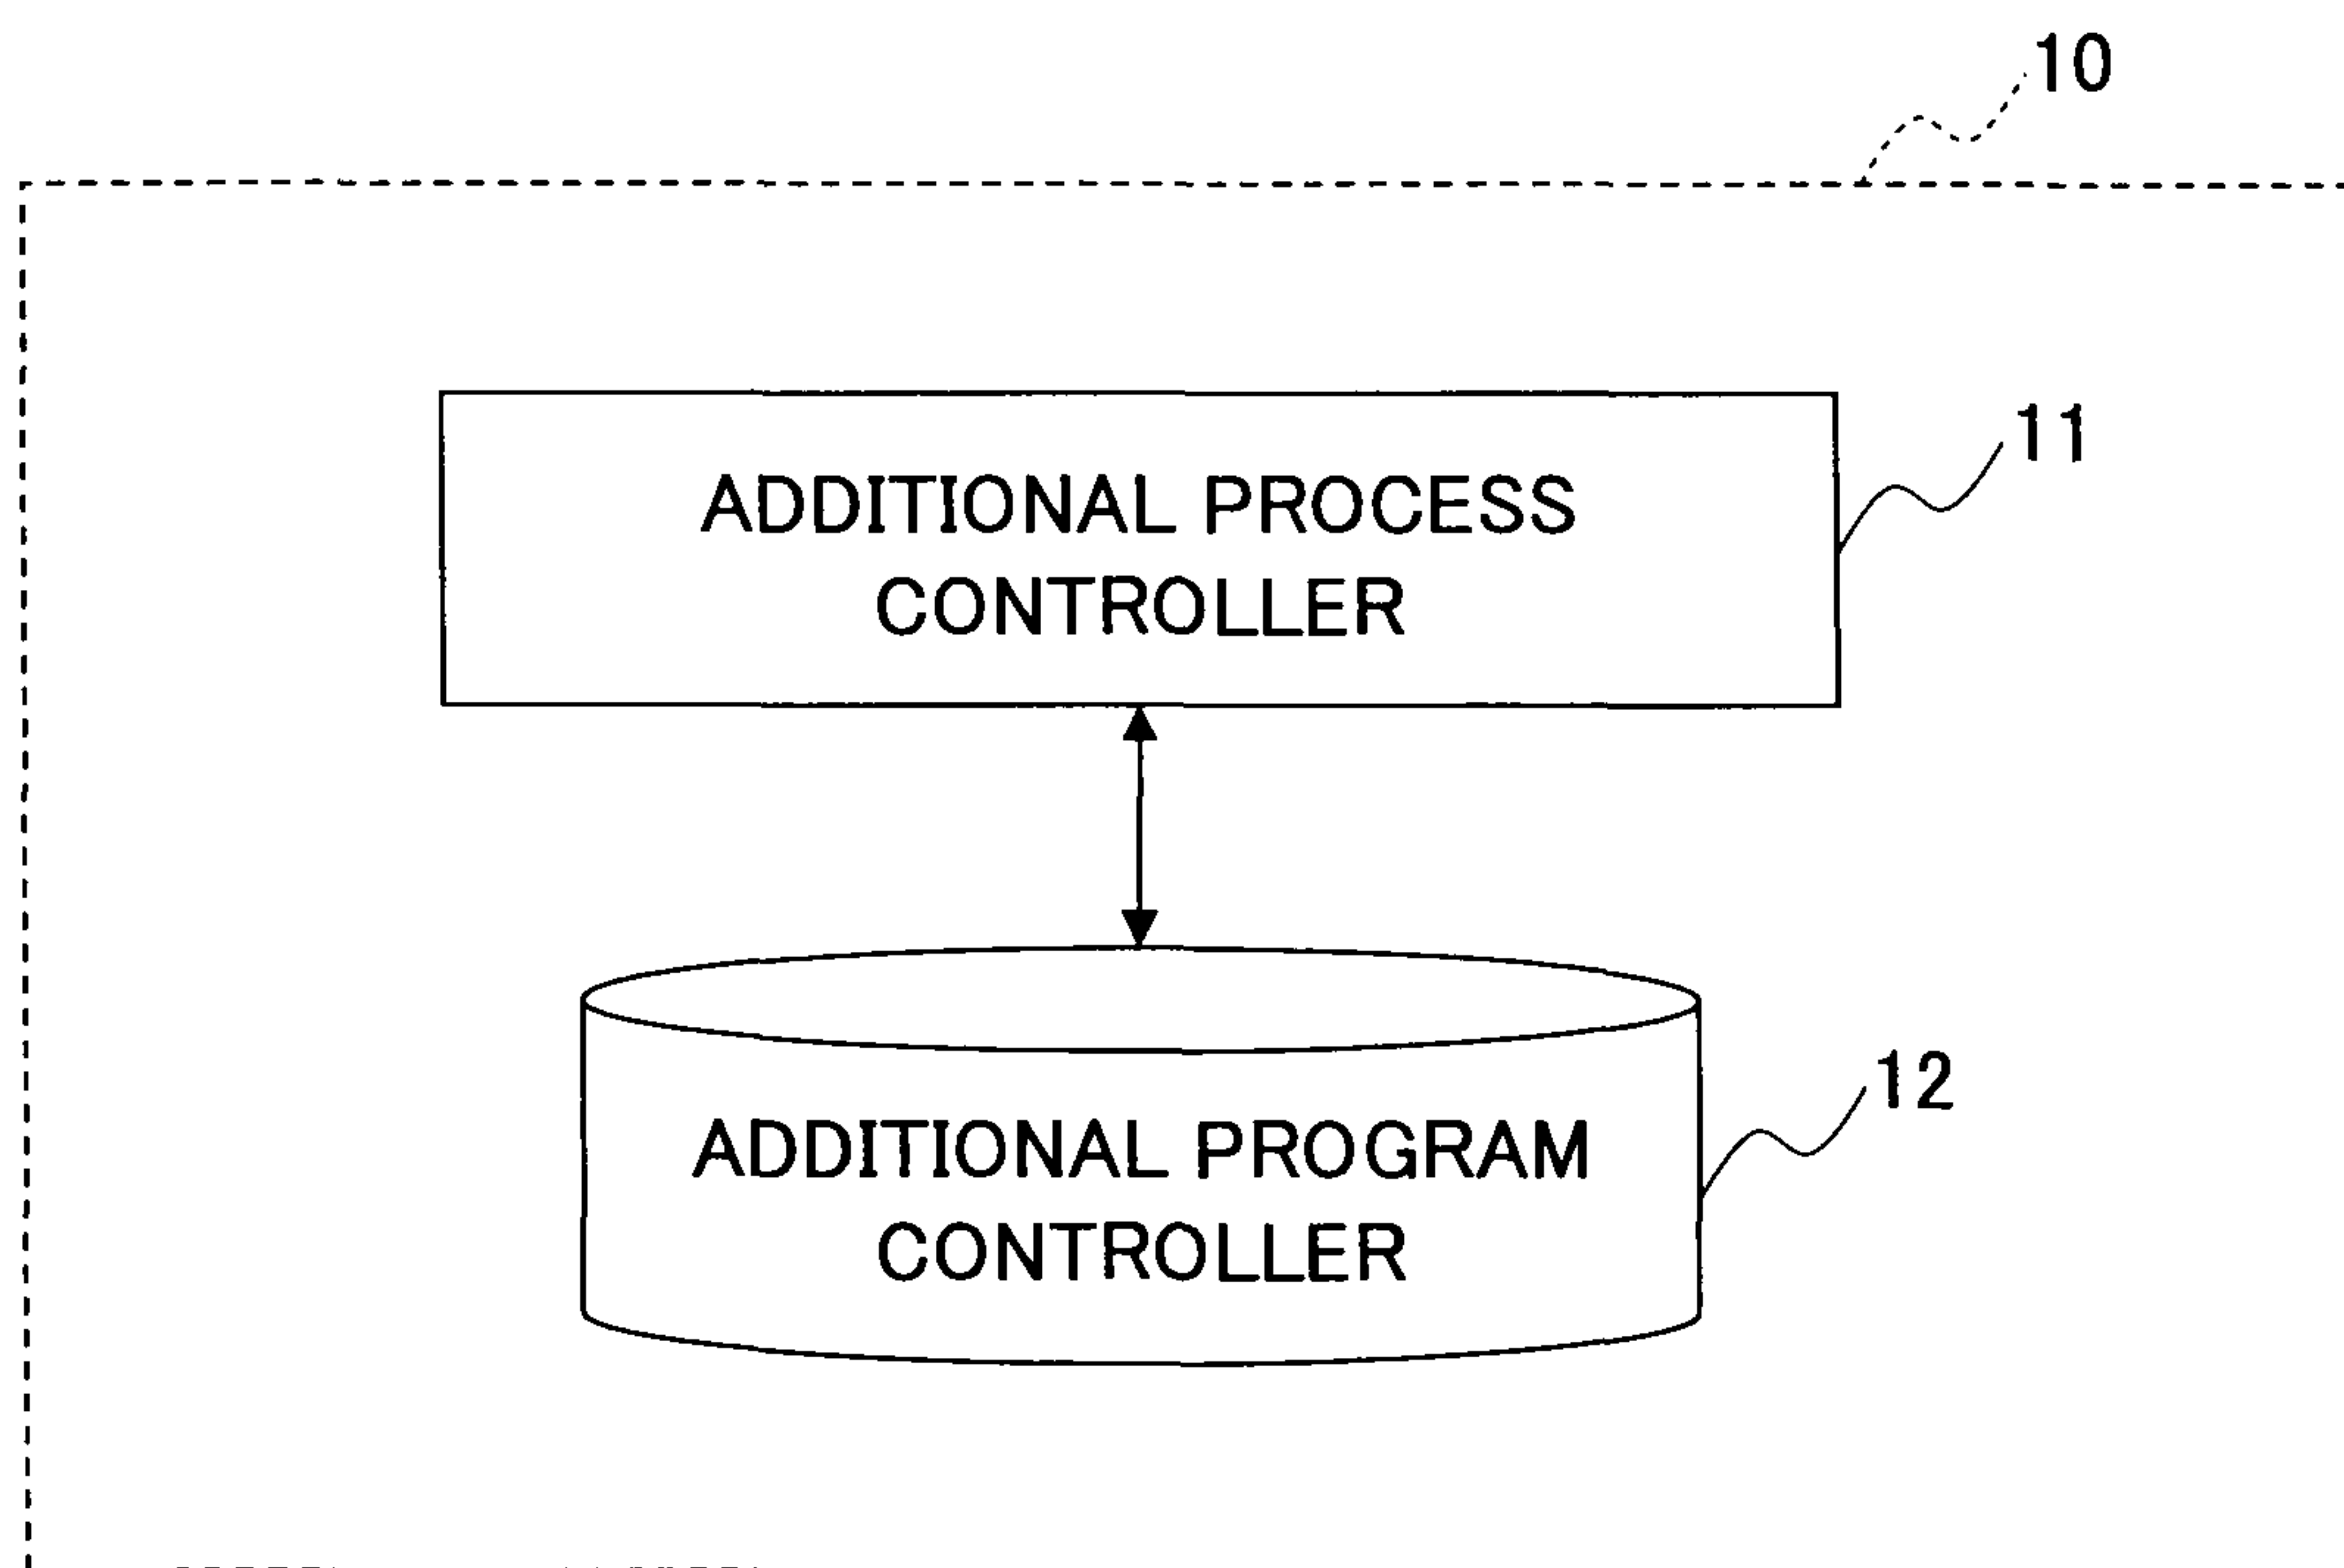 10
ADDITIONAL PROCESS
CONTROLLER
11
ADDITIONAL PROGRAM
CONTROLLER
12